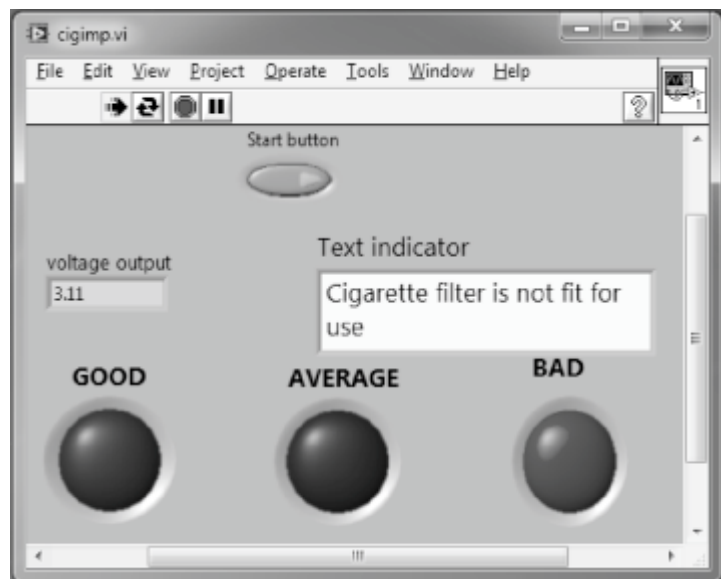 cigimp.vi
File Edit View Project Operate Tools Window Help
1
Start button
voltage output
3.11
Text indicator
Cigarette filter is not fit for
use
GOOD
AVERAGE
BAD